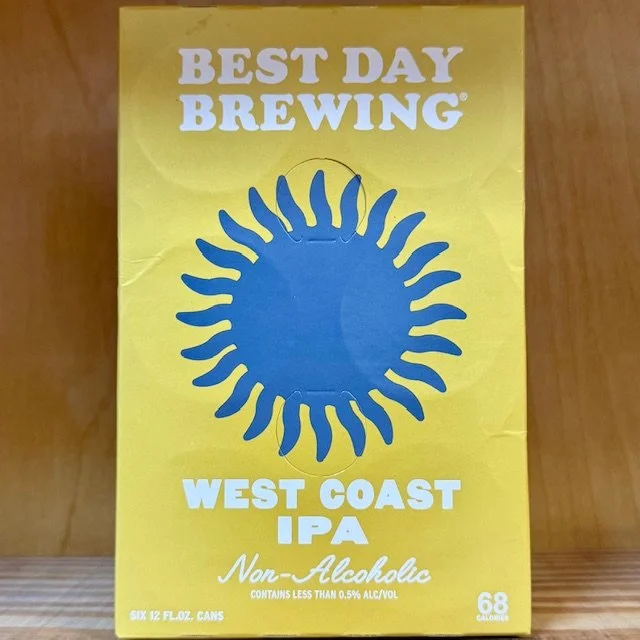 BEST DAY
BREWING®
WEST COAST
IPA
Non-Alcoholic
CONTAINS LESS THAN 0.5% ALC/VOL
SIX 12 FL.OZ. CANS
68
CALORIES